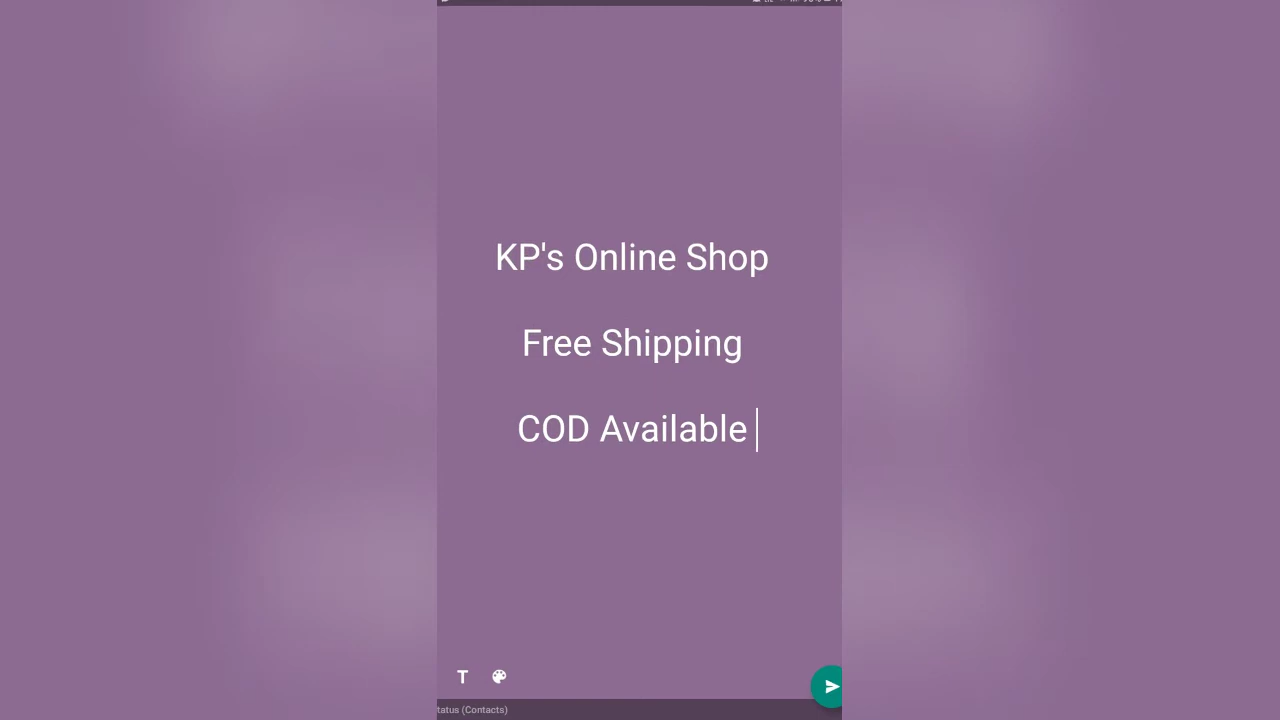 KP's Online Shop
Free Shipping
COD Available
T
tatus (Contacts)